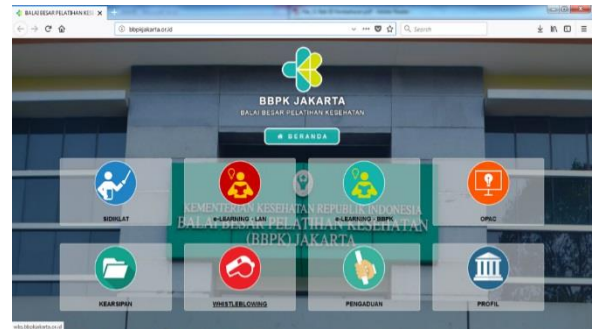 BALAI BESAR PELATIHAN KES
bbpkjakarta.or.id
Search
BBPK JAKARTA
BALAI BESAR PELATIHAN KESEHATAN
BERANDA
KEMENTERIAN KESEHATAN REPUBLIK INDONESIA
BALAI BESAR PELATIHAN KESEHATAN
(BBPK) JAKARTA
SIDIKLAT
e-LEARNING - LAN
e-LEARNING - BBPK
OPAC
KEARSIPAN
WHISTLEBLOWING
PENGADUAN
PROFIL